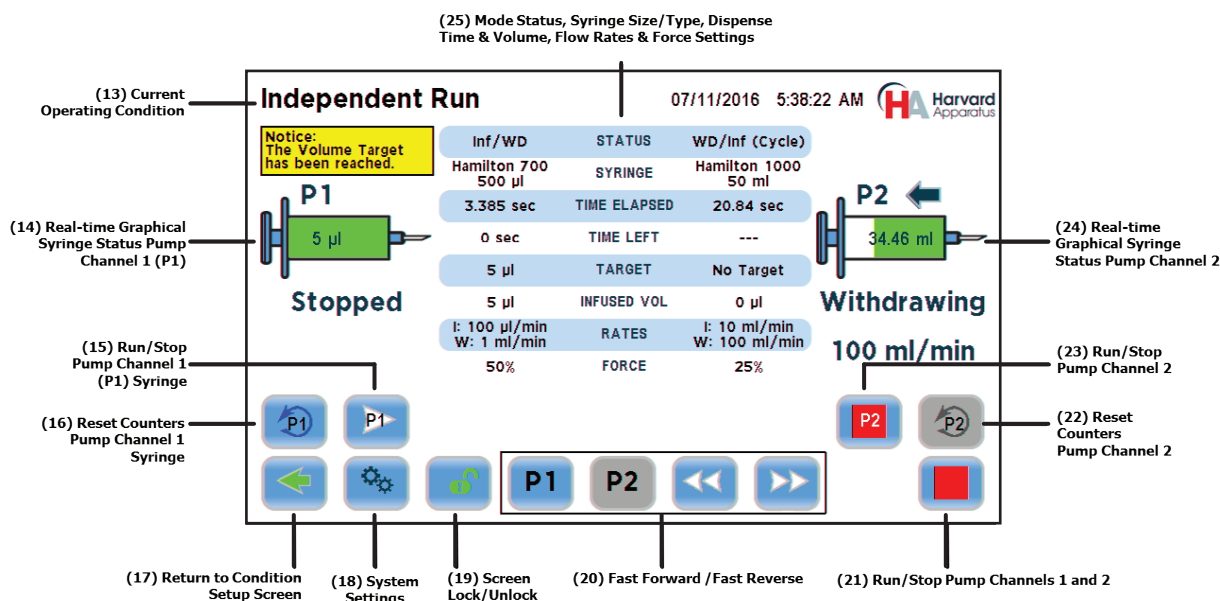 (25) Mode Status, Syringe Size/Type, Dispense
Time & Volume, Flow Rates & Force Settings
(13) Current
Operating Condition
Independent Run
07/11/2016 5:38:22 AM
HA Harvard
Apparatus
Notice:
The Volume Target
has been reached.
Inf/WD STATUS WD/Inf (Cycle)
Hamilton 700
500 µl
SYRINGE
Hamilton 1000
50 ml
3.385 sec TIME ELAPSED 20.84 sec
0 sec TIME LEFT ---
5 µl TARGET No Target
5 µl INFUSED VOL 0 µl
I: 100 µl/min
W: 1 ml/min
RATES
I: 10 ml/min
W: 100 ml/min
50% FORCE 25%
P1
5 µl
Stopped
P2
34.46 ml
Withdrawing
100 ml/min
(14) Real-time Graphical
Syringe Status Pump
Channel 1 (P1)
(24) Real-time
Graphical Syringe
Status Pump Channel 2
(15) Run/Stop
Pump Channel 1
(P1) Syringe
(23) Run/Stop
Pump Channel 2
(16) Reset Counters
Pump Channel 1
Syringe
(22) Reset
Counters
Pump Channel 2
P1
P1
P2
P2
P1
P2
(17) Return to Condition
Setup Screen
(18) System
Settings
(19) Screen
Lock/Unlock
(20) Fast Forward /Fast Reverse
(21) Run/Stop Pump Channels 1 and 2